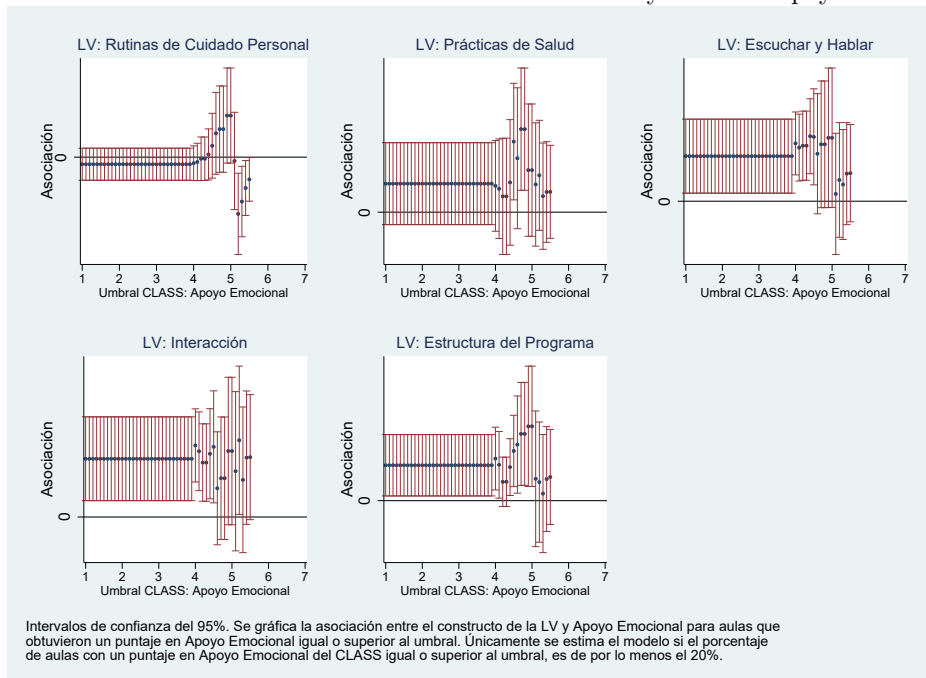 LV: Rutinas de Cuidado Personal
Asociación
0
1 2 3 4 5 6 7
Umbral CLASS: Apoyo Emocional
LV: Prácticas de Salud
Asociación
0
1 2 3 4 5 6 7
Umbral CLASS: Apoyo Emocional
LV: Escuchar y Hablar
Asociación
0
1 2 3 4 5 6 7
Umbral CLASS: Apoyo Emocional
LV: Interacción
Asociación
0
1 2 3 4 5 6 7
Umbral CLASS: Apoyo Emocional
LV: Estructura del Programa
Asociación
0
1 2 3 4 5 6 7
Umbral CLASS: Apoyo Emocional
Intervalos de confianza del 95%. Se gráfica la asociación entre el constructo de la LV y Apoyo Emocional para aulas que
obtuvieron un puntaje en Apoyo Emocional igual o superior al umbral. Únicamente se estima el modelo si el porcentaje
de aulas con un puntaje en Apoyo Emocional del CLASS igual o superior al umbral, es de por lo menos el 20%.